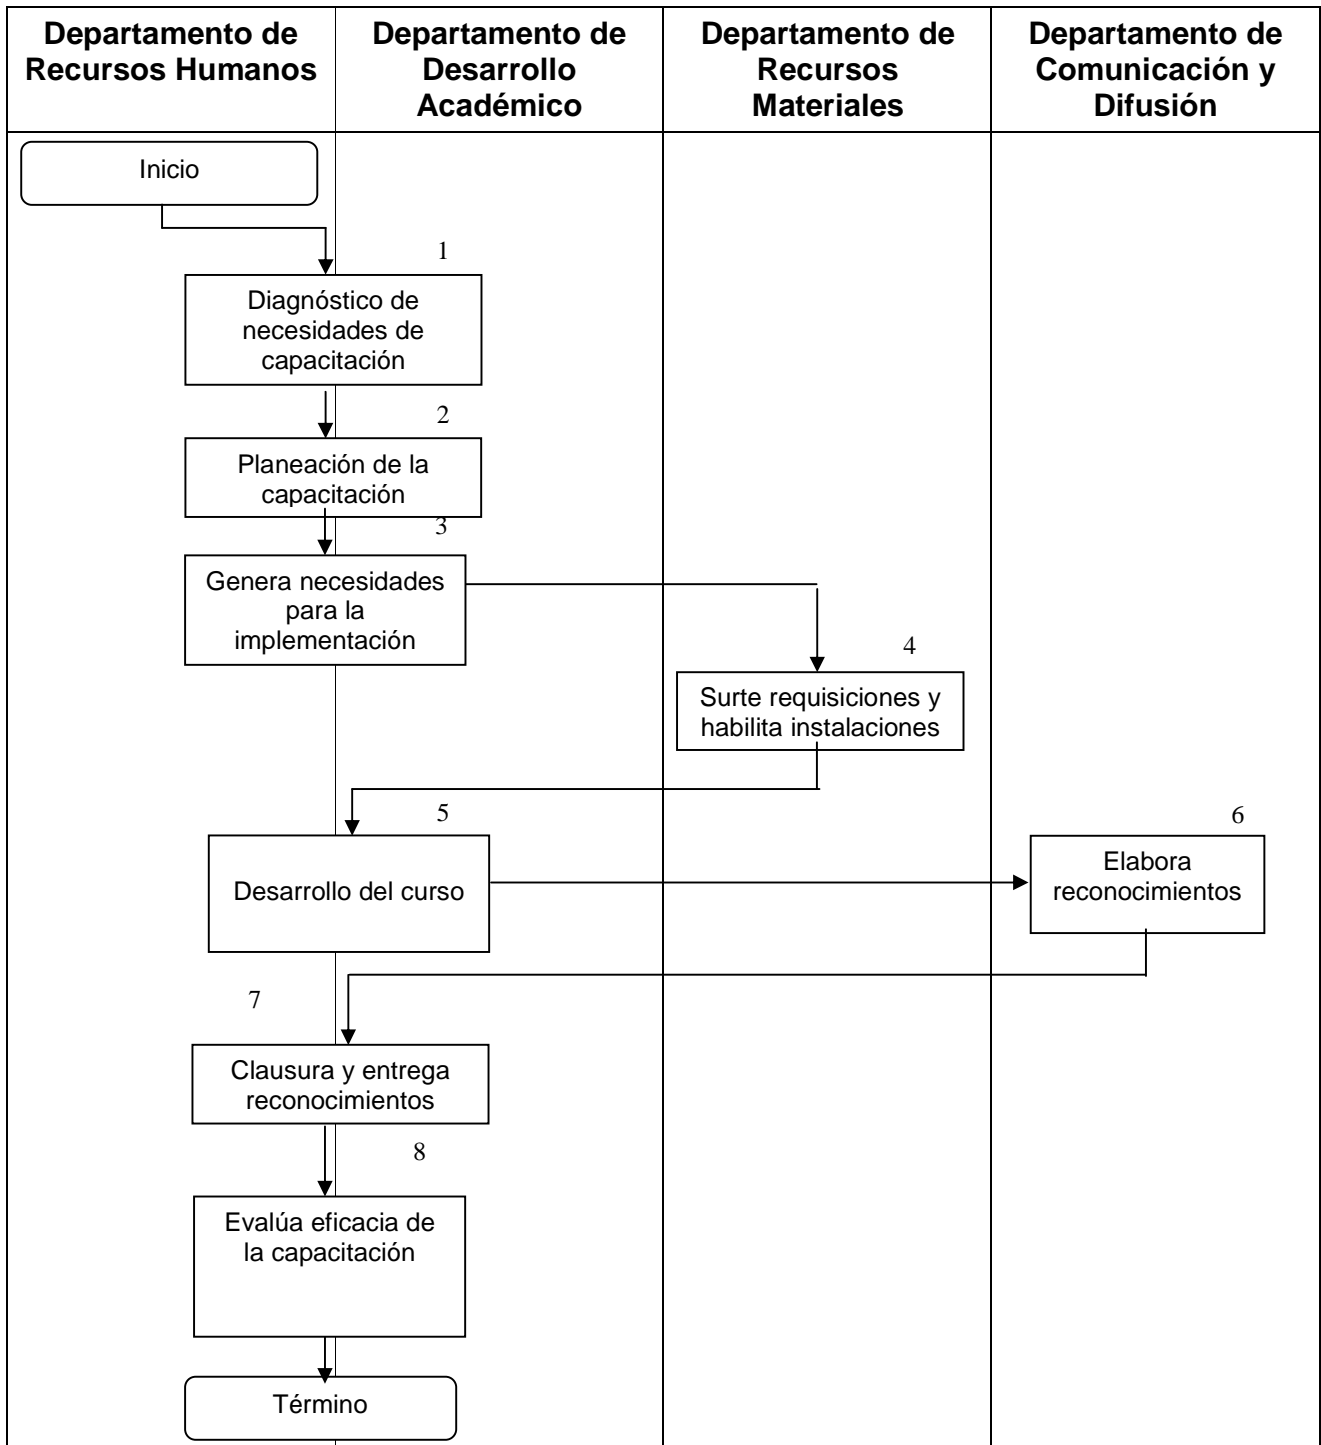 Departamento de
Recursos Humanos
Departamento de
Desarrollo
Académico
Departamento de
Recursos
Materiales
Departamento de
Comunicación y
Difusión
Inicio
1
Diagnóstico de
necesidades de
capacitación
2
Planeación de la
capacitación
3
Genera necesidades
para la
implementación
4
Surte requisiciones y
habilita instalaciones
5
Desarrollo del curso
6
Elabora
reconocimientos
7
Clausura y entrega
reconocimientos
8
Evalúa eficacia de
la capacitación
Término